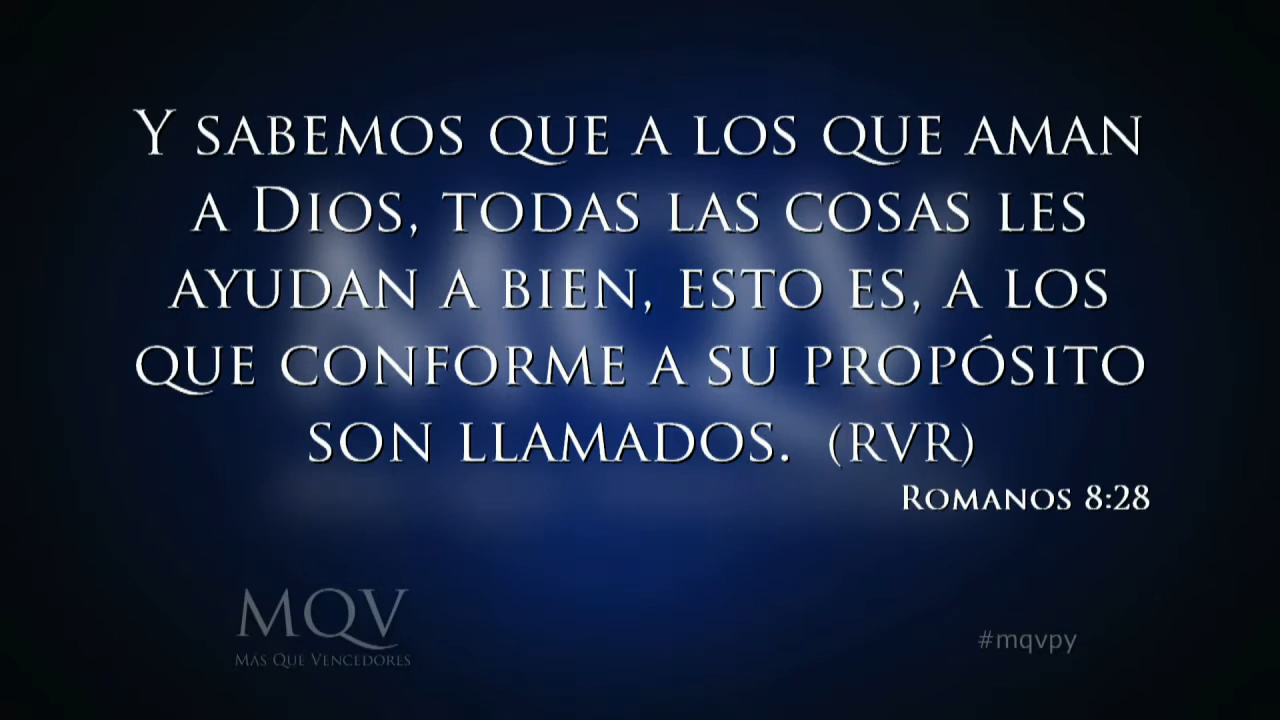 Y SABEMOS QUE A LOS QUE AMAN
A DIOS, TODAS LAS COSAS LES
AYUDAN A BIEN, ESTO ES, A LOS
QUE CONFORME A SU PROPÓSITO
SON LLAMADOS. (RVR)
ROMANOS 8:28
MQV
MÁS QUE VENCEDORES
#mqvpy